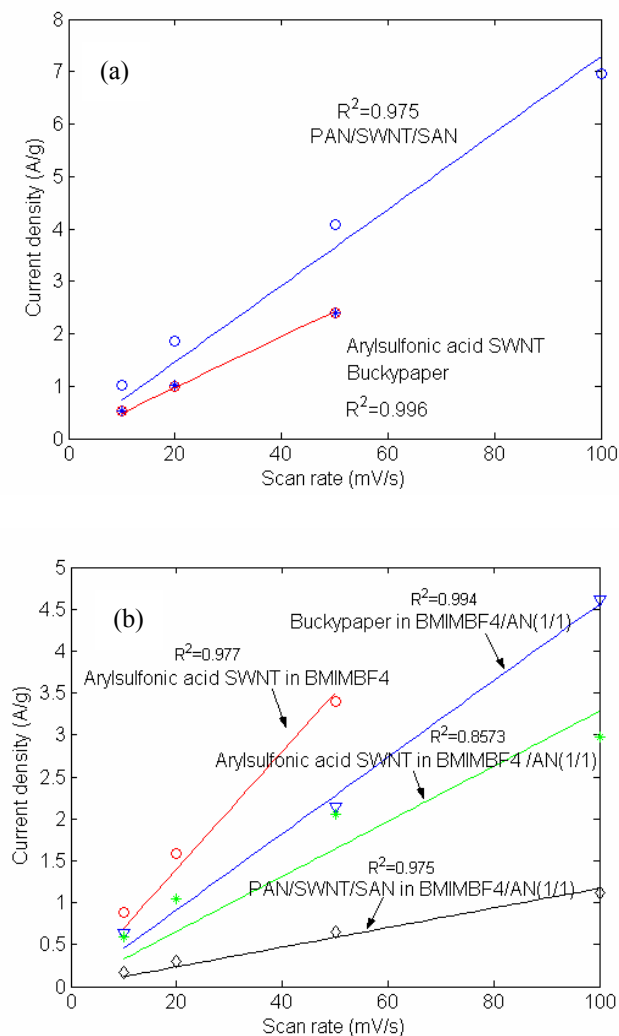 (a)
8
7
6
5
4
3
2
1
0
0 20 40 60 80 100
Current density (A/g)
Scan rate (mV/s)
R²=0.975
PAN/SWNT/SAN
Arylsulfonic acid SWNT
Buckypaper
R²=0.996
(b)
5
4.5
4
3.5
3
2.5
2
1.5
1
0.5
0
0 20 40 60 80 100
Current density (A/g)
Scan rate (mV/s)
R²=0.994
Buckypaper in BMIMBF4/AN(1/1)
R²=0.977
Arylsulfonic acid SWNT in BMIMBF4
R²=0.8573
Arylsulfonic acid SWNT in BMIMBF4 /AN(1/1)
R²=0.975
PAN/SWNT/SAN in BMIMBF4/AN(1/1)